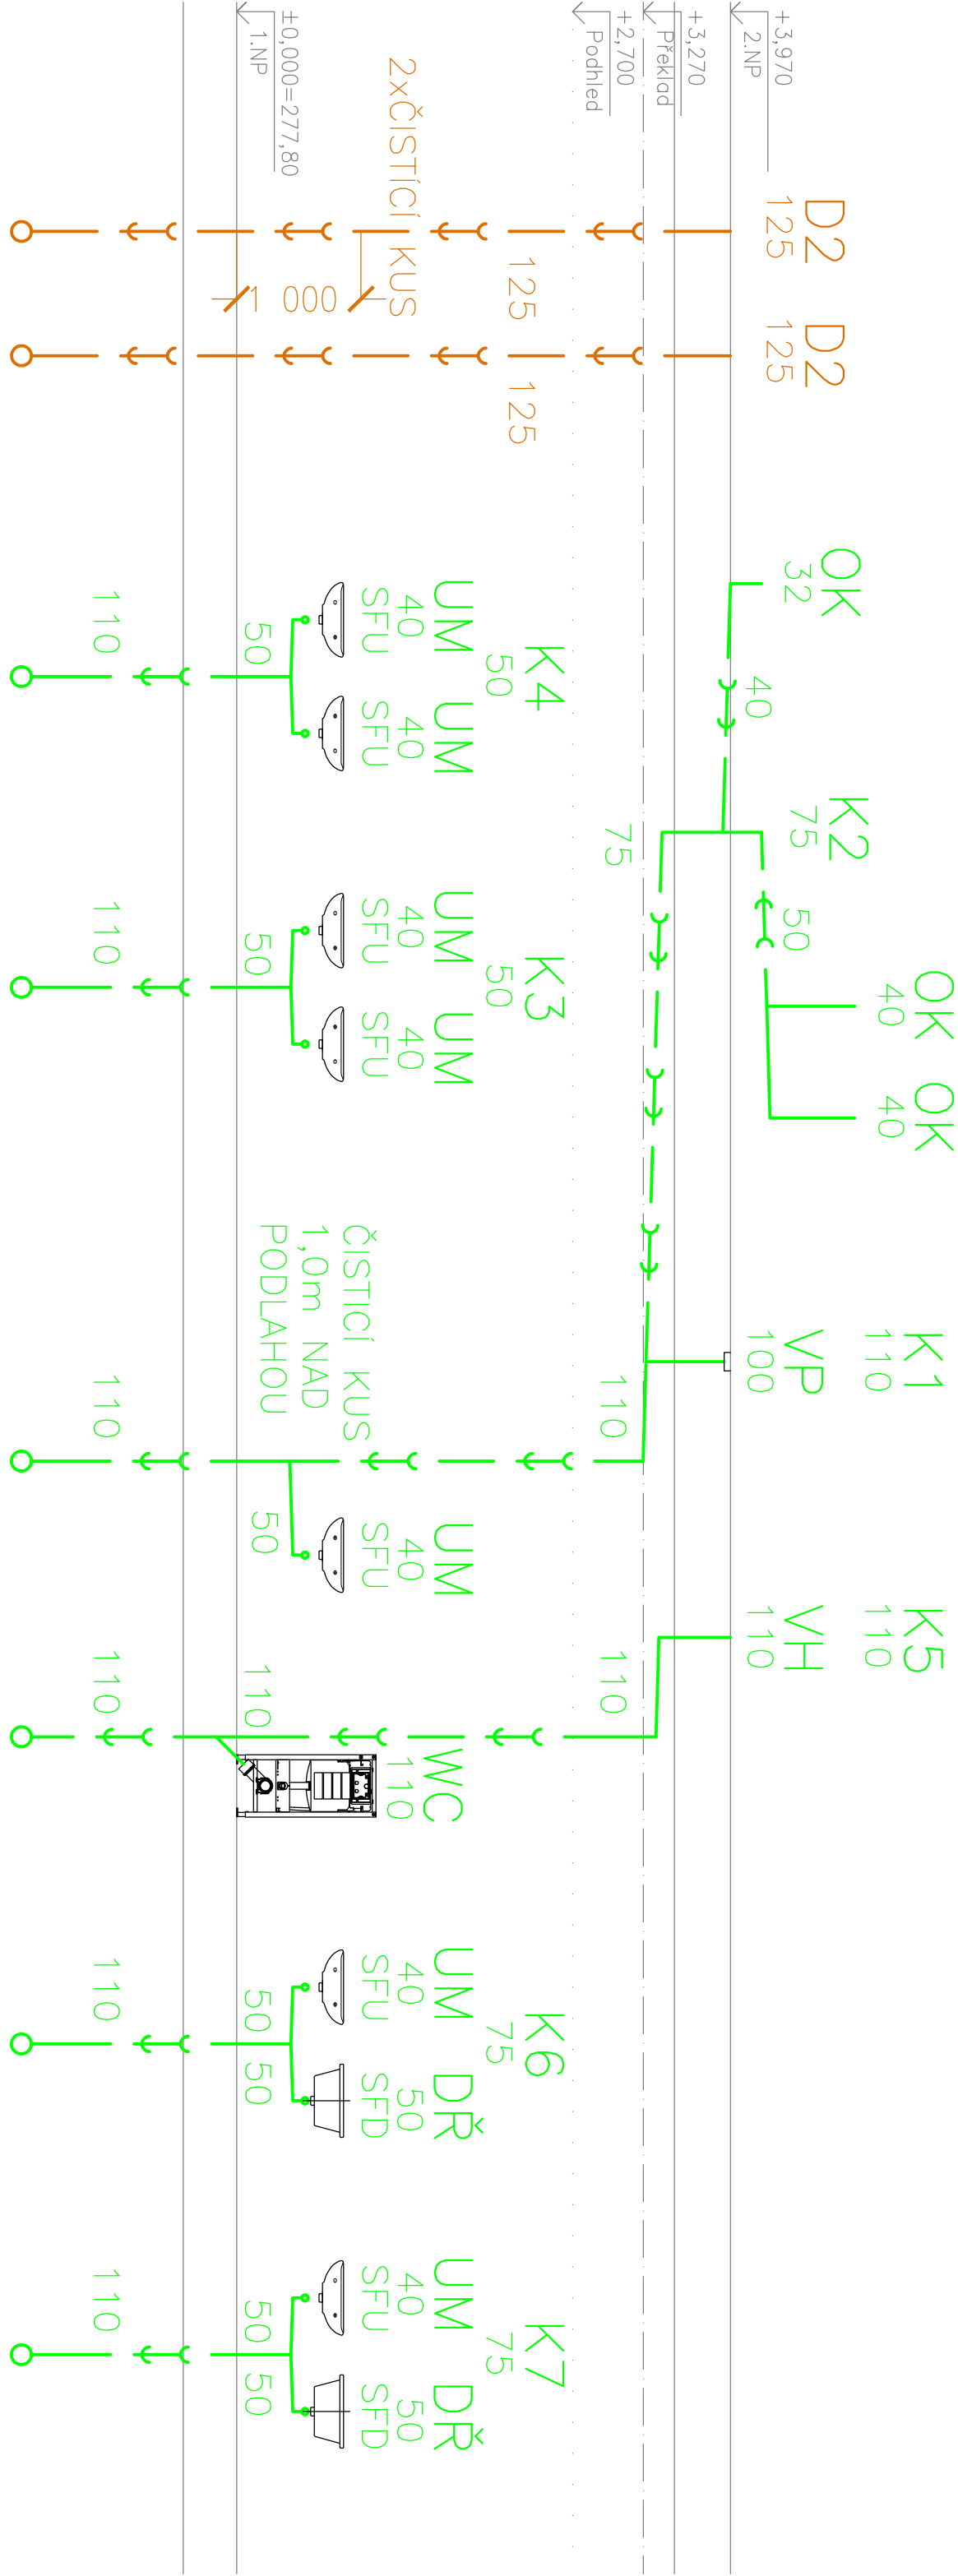 +3,970
2.NP
+3,270
Překlad
+2,700
Podhled
±0,000=277,80
1.NP
D2
125
D2
125
2xČISTÍCÍ KUS
1 000
125
125
OK
32
40
K2
75
50
OK
40
OK
40
75
K4
50
UM
40
SFU
UM
40
SFU
50
110
K3
50
UM
40
SFU
UM
40
SFU
50
110
K1
110
VP
100
110
ČISTICÍ KUS
1,0m NAD
PODLAHOU
UM
40
SFU
50
110
K5
110
VH
110
110
WC
110
110
110
K6
75
UM
40
SFU
DŘ
50
SFD
50
50
110
K7
75
UM
40
SFU
DŘ
50
SFD
50
50
110